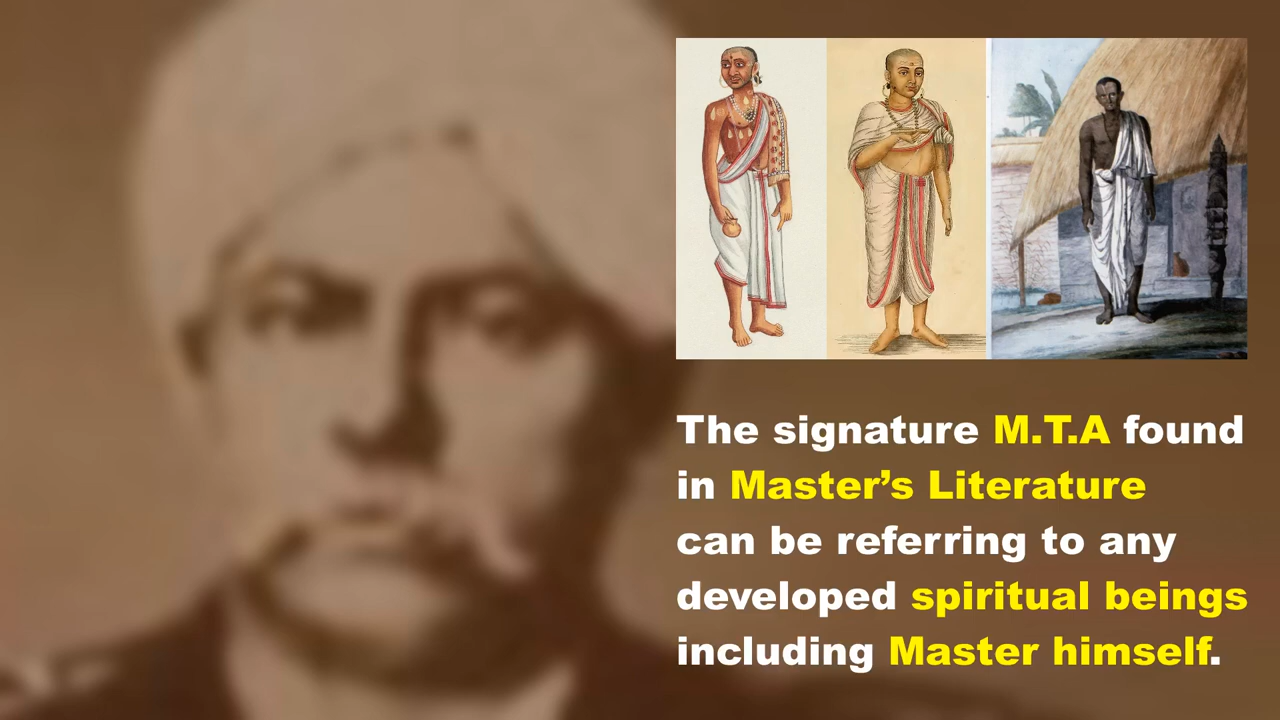 The signature M.T.A found
in Master’s Literature
can be referring to any
developed spiritual beings
including Master himself.